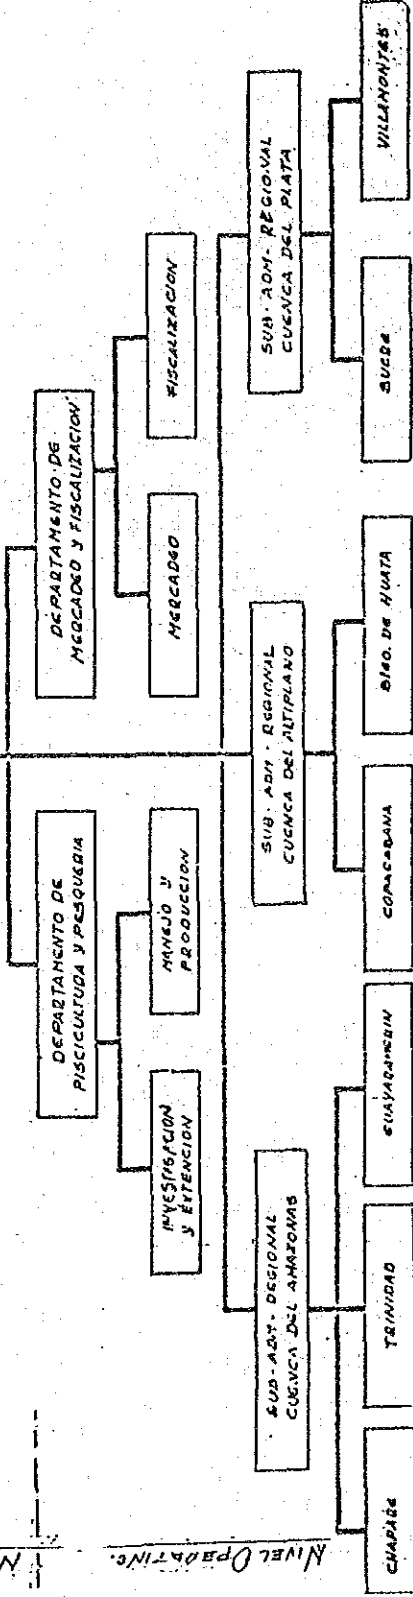 DEPARTAMENTO DE
PISCICULTURA Y PESQUERIA
DEPARTAMENTO DE
MERCADEO Y FISCALIZACION
INVESTIGACION
Y EXTENCION
MANEJO Y
PRODUCCION
MERCADEO
FISCALIZACION
NIVEL OPERATIVO.
N
SUB-ADM-REGIONAL
CUENCA DEL AMAZONAS
SUB-ADM-REGIONAL
CUENCA DEL ALTIPLANO
SUB-ADM-REGIONAL
CUENCA DEL PLATA
CHAPARE
TRINIDAD
GUAYARAMERIN
COPACABANA
DE HUATA
SUCRE
VILLAMONTES